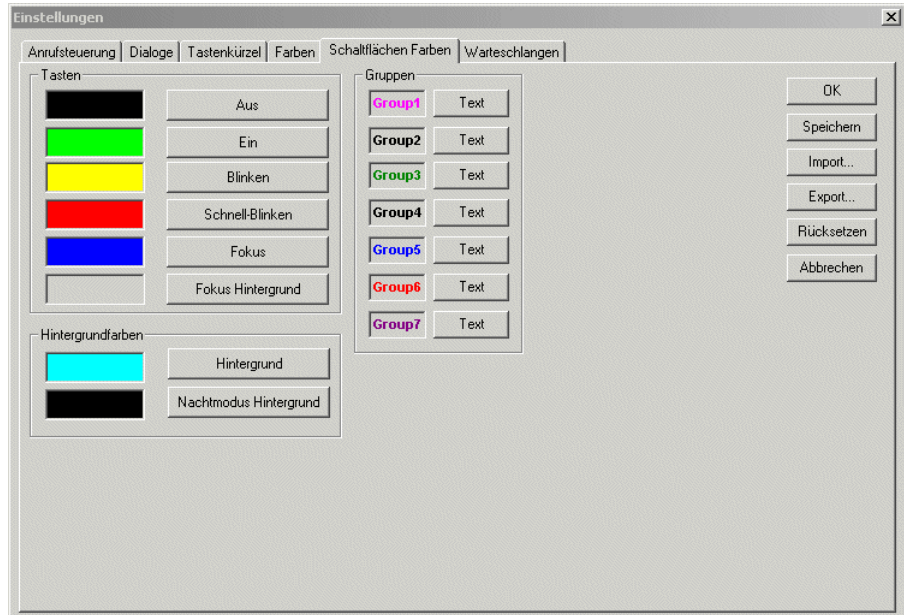 Einstellungen
Anrufsteuerung Dialoge Tastenkürzel Farben Schaltflächen Farben Warteschlangen
Tasten
Aus
Ein
Blinken
Schnell-Blinken
Fokus
Fokus Hintergrund
Hintergrundfarben
Hintergrund
Nachtmodus Hintergrund
Gruppen
Group1 Text
Group2 Text
Group3 Text
Group4 Text
Group5 Text
Group6 Text
Group7 Text
OK
Speichern
Import...
Export...
Rücksetzen
Abbrechen